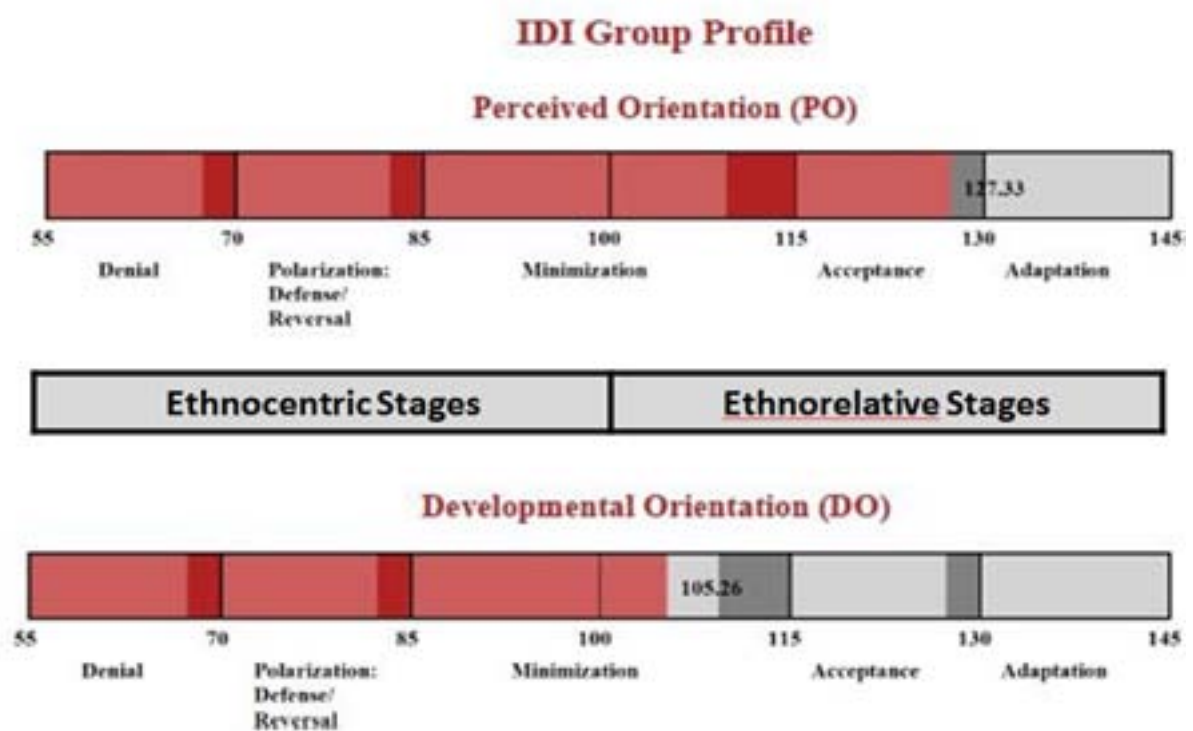 IDI Group Profile
Perceived Orientation (PO)
127.33
55 70 85 100 115 130 145
Denial Polarization: Minimization Acceptance Adaptation
Defense/
Reversal
Ethnocentric Stages Ethnorelative Stages
Developmental Orientation (DO)
105.26
55 70 85 100 115 130 145
Denial Polarization: Minimization Acceptance Adaptation
Defense/
Reversal